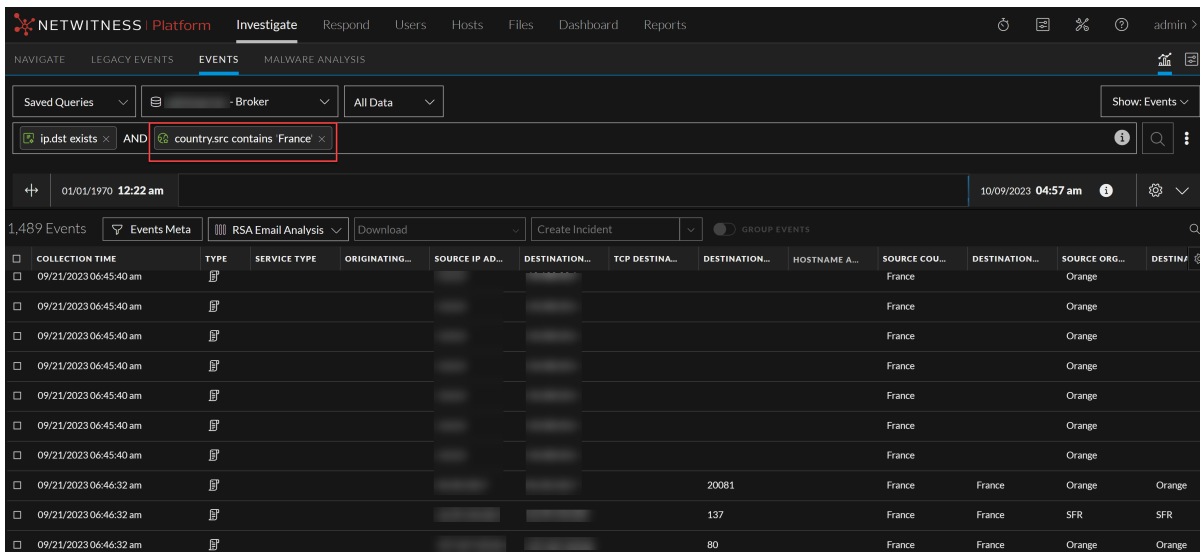 NETWITNESS | Platform Investigate Respond Users Hosts Files Dashboard Reports admin >
NAVIGATE LEGACY EVENTS EVENTS MALWARE ANALYSIS
Saved Queries - Broker All Data Show: Events
ip.dst exists × AND country.src contains 'France' ×
01/01/1970 12:22 am 10/09/2023 04:57 am
1,489 Events Events Meta RSA Email Analysis Download Create Incident GROUP EVENTS
COLLECTION TIME TYPE SERVICE TYPE ORIGINATING... SOURCE IP AD... DESTINATION... TCP DESTINA... DESTINATION... HOSTNAME A... SOURCE COU... DESTINATION... SOURCE ORG... DESTINA
09/21/2023 06:45:40 am France Orange
09/21/2023 06:45:40 am France Orange
09/21/2023 06:45:40 am France Orange
09/21/2023 06:45:40 am France Orange
09/21/2023 06:45:40 am France Orange
09/21/2023 06:45:40 am France Orange
09/21/2023 06:45:40 am France Orange
09/21/2023 06:46:32 am 20081 France France Orange Orange
09/21/2023 06:46:32 am 137 France France SFR SFR
09/21/2023 06:46:32 am 80 France France Orange Orange